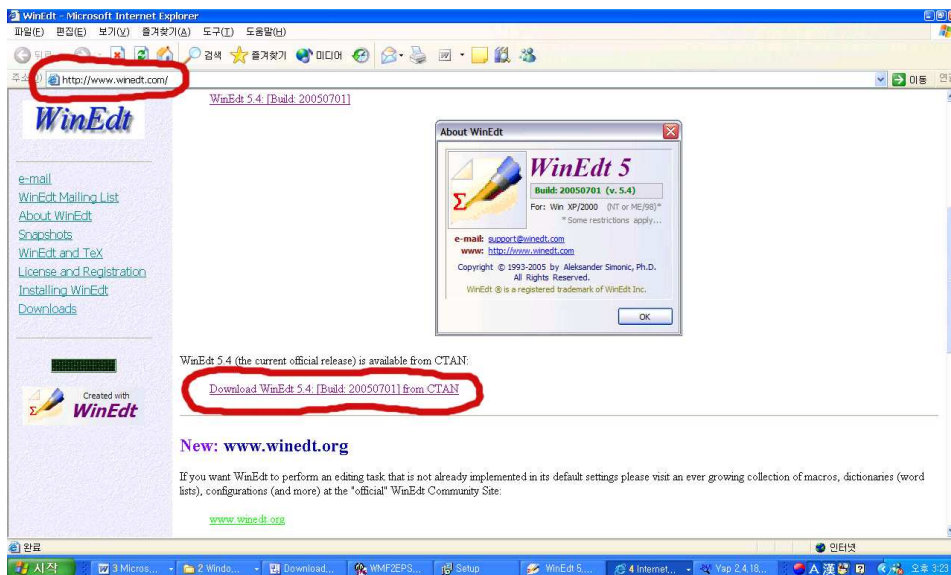 WinEdt - Microsoft Internet Explorer
파일(F) 편집(E) 보기(V) 즐겨찾기(A) 도구(T) 도움말(H)
검색 즐겨찾기 미디어
http://www.winedt.com/ 이동
WinEdt
e-mail
WinEdt Mailing List
About WinEdt
Snapshots
WinEdt and TeX
License and Registration
Installing WinEdt
Downloads
Created with
WinEdt
WinEdt 5.4: [Build: 20050701]
About WinEdt
WinEdt 5
Build: 20050701 (v. 5.4)
For: Win XP/2000 (NT or ME/98)*
* Some restrictions apply...
e-mail: support@winedt.com
www: http://www.winedt.com
Copyright © 1993-2005 by Aleksander Simonic, Ph.D.
All Rights Reserved.
WinEdt ® is a registered trademark of WinEdt Inc.
OK
WinEdt 5.4 (the current official release) is available from CTAN:
Download WinEdt 5.4: [Build: 20050701] from CTAN
New: www.winedt.org
If you want WinEdt to perform an editing task that is not already implemented in its default settings please visit an ever growing collection of macros, dictionaries (word
lists), configurations (and more) at the "official" WinEdt Community Site:
www.winedt.org
완료 인터넷
시작 3 Micros... 2 Windo... Download... WMF2EPS... Setup WinEdt 5.... 4 Internet... Yap 2.4.18... A 漢 오후 3:23